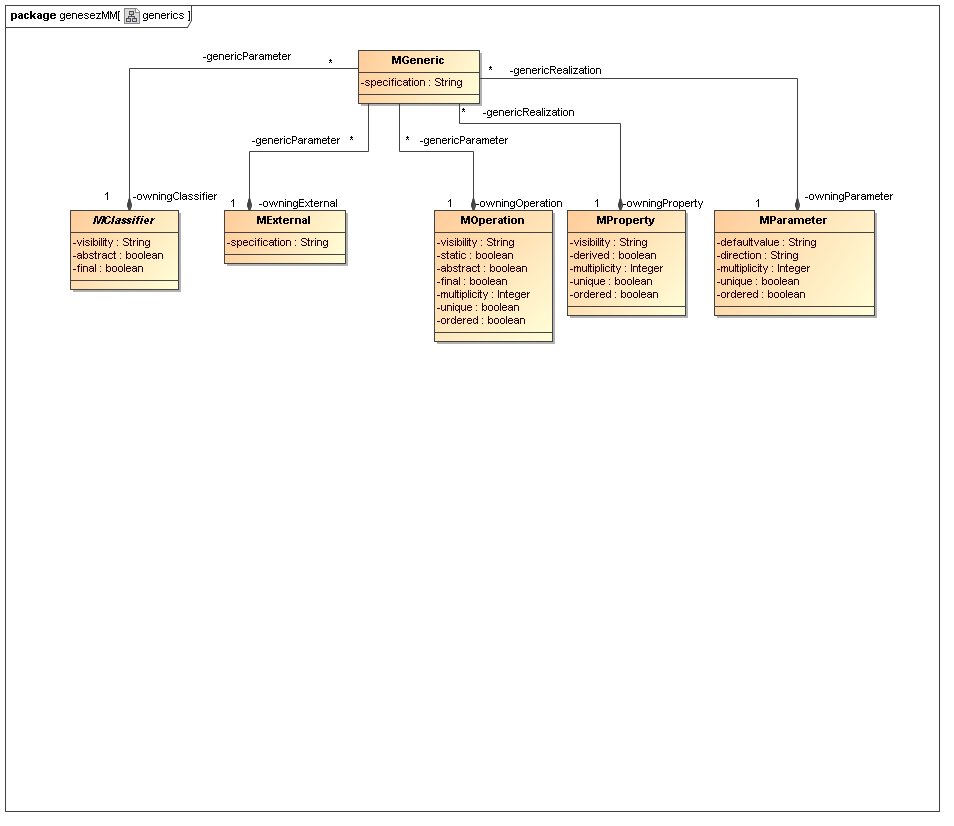 package genesezMM[ generics ]
-genericParameter
*
MGeneric
-specification : String
*
-genericRealization
*
-genericRealization
-genericParameter
*
*
-genericParameter
1
-owningClassifier
1
-owningExternal
1
-owningOperation
1
-owningProperty
1
-owningParameter
MClassifier
-visibility : String
-abstract : boolean
-final : boolean
MExternal
-specification : String
MOperation
-visibility : String
-static : boolean
-abstract : boolean
-final : boolean
-multiplicity : Integer
-unique : boolean
-ordered : boolean
MProperty
-visibility : String
-derived : boolean
-multiplicity : Integer
-unique : boolean
-ordered : boolean
MParameter
-defaultvalue : String
-direction : String
-multiplicity : Integer
-unique : boolean
-ordered : boolean